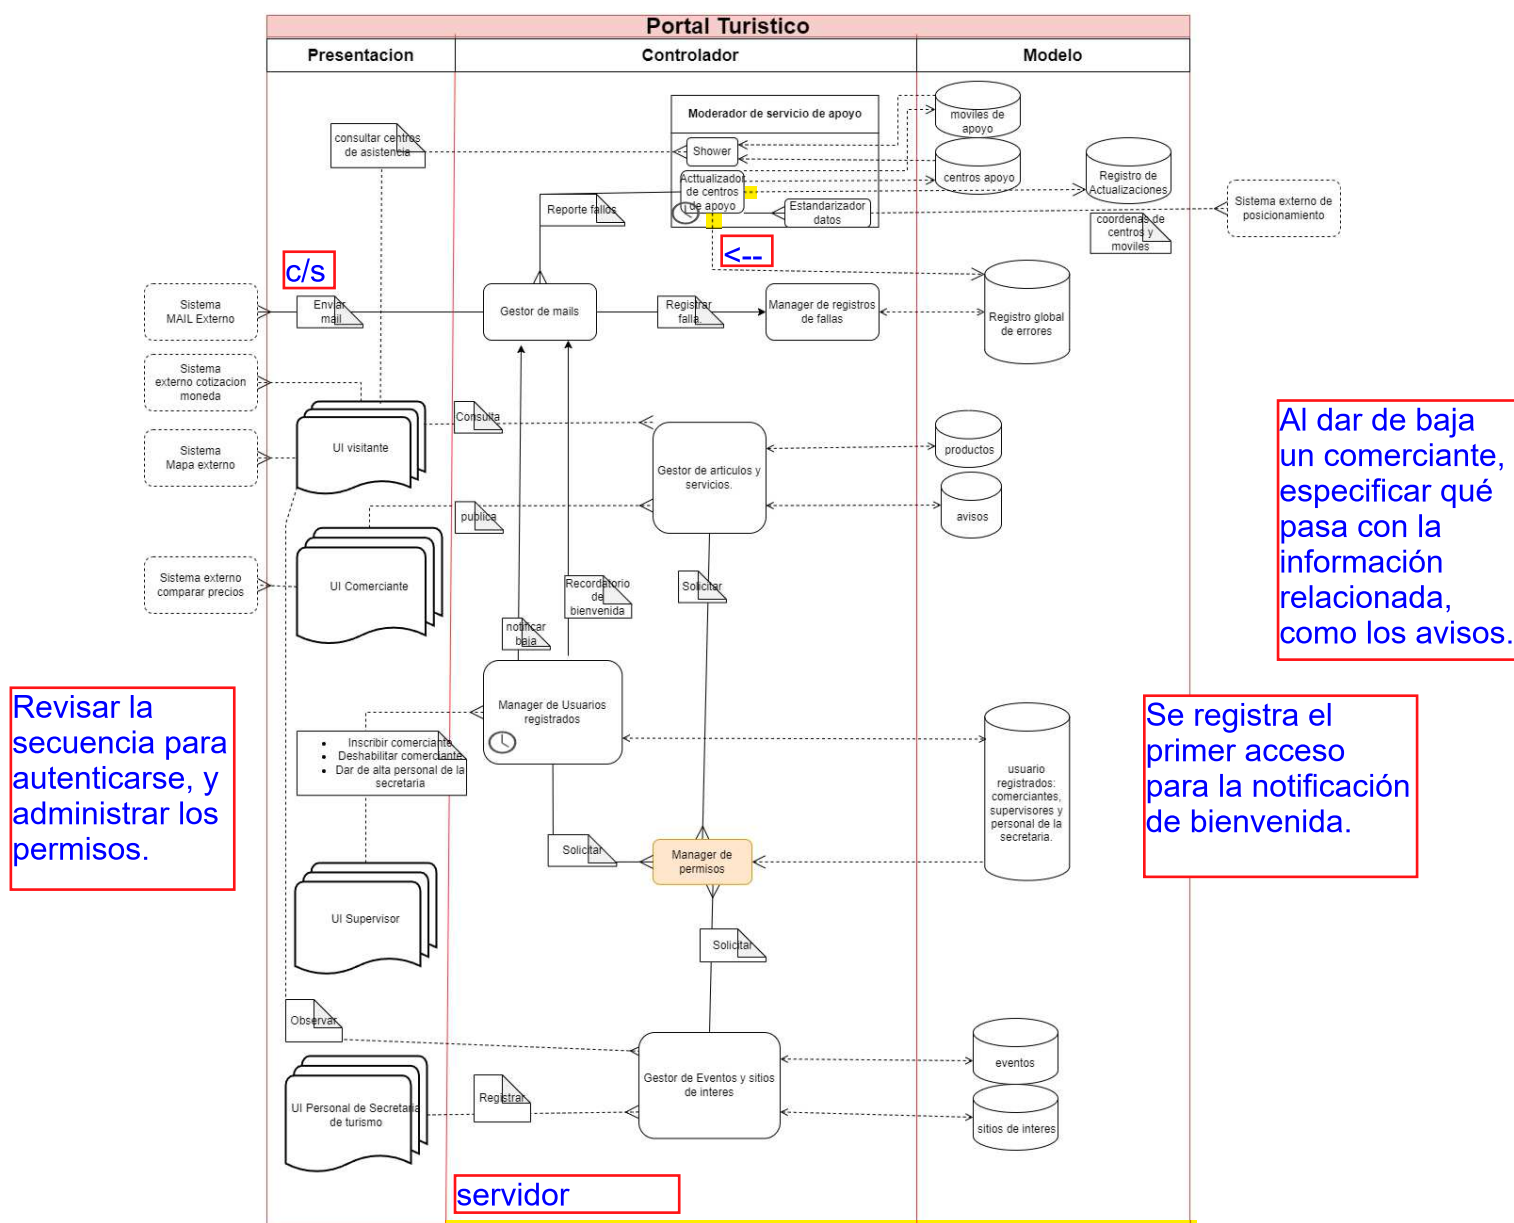 Portal Turistico
Presentacion
Controlador
Modelo
Moderador de servicio de apoyo
consultar centros
de asistencia
Shower
Acttualizador
de centros
de apoyo
Estandarizador
datos
moviles de
apoyo
centros apoyo
Registro de
Actualizaciones
Sistema externo de
posicionamiento
coordenas de
centros y
moviles
Reporte fallos
<--
c/s
Sistema
MAIL Externo
Enviar
mail
Gestor de mails
Registrar
falla.
Manager de registros
de fallas
Registro global
de errores
Sistema
externo cotizacion
moneda
Sistema
Mapa externo
UI visitante
Consulta
Gestor de articulos y
servicios.
productos
avisos
publica
Sistema externo
comparar precios
UI Comerciante
Recordatorio
de
bienvenida
Solicitar
notificar
baja
Al dar de baja
un comerciante,
especificar qué
pasa con la
información
relacionada,
como los avisos.
Revisar la
secuencia para
autenticarse, y
administrar los
permisos.
Manager de Usuarios
registrados
• Inscribir comerciante
• Deshabilitar comerciante
• Dar de alta personal de la
secretaria
usuario
registrados:
comerciantes,
supervisores y
personal de la
secretaria.
Se registra el
primer acceso
para la notificación
de bienvenida.
Solicitar
Manager de
permisos
UI Supervisor
Solicitar
Observar
UI Personal de Secretaria
de turismo
Registrar
Gestor de Eventos y sitios
de interes
eventos
sitios de interes
servidor